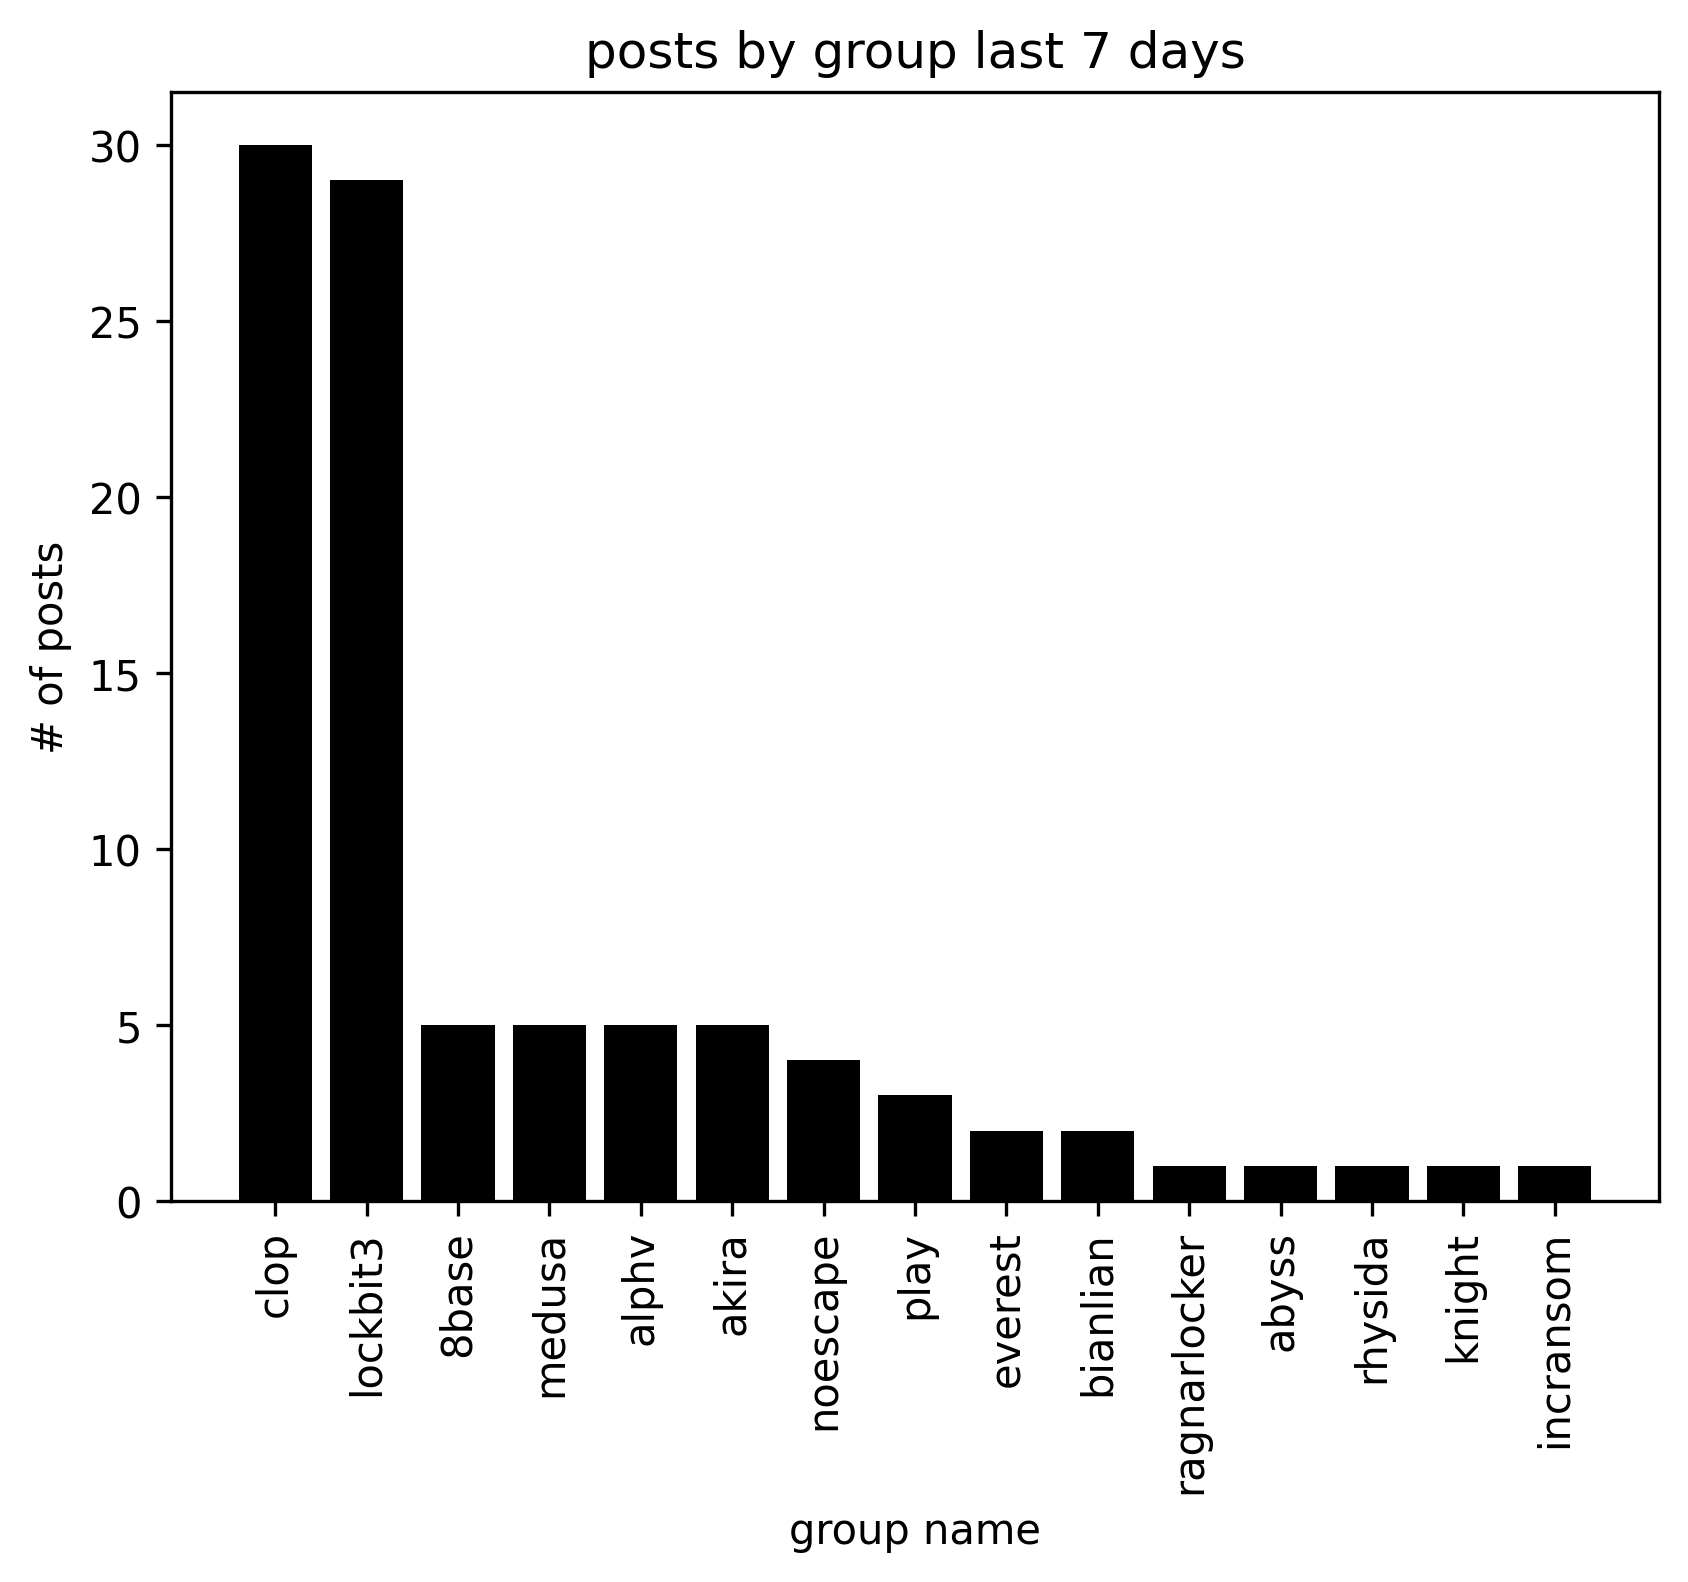 posts by group last 7 days
# of posts
30
25
20
15
10
5
0
clop
lockbit3
8base
medusa
alphv
akira
noescape
play
everest
bianlian
ragnarlocker
abyss
rhysida
knight
incransom
group name